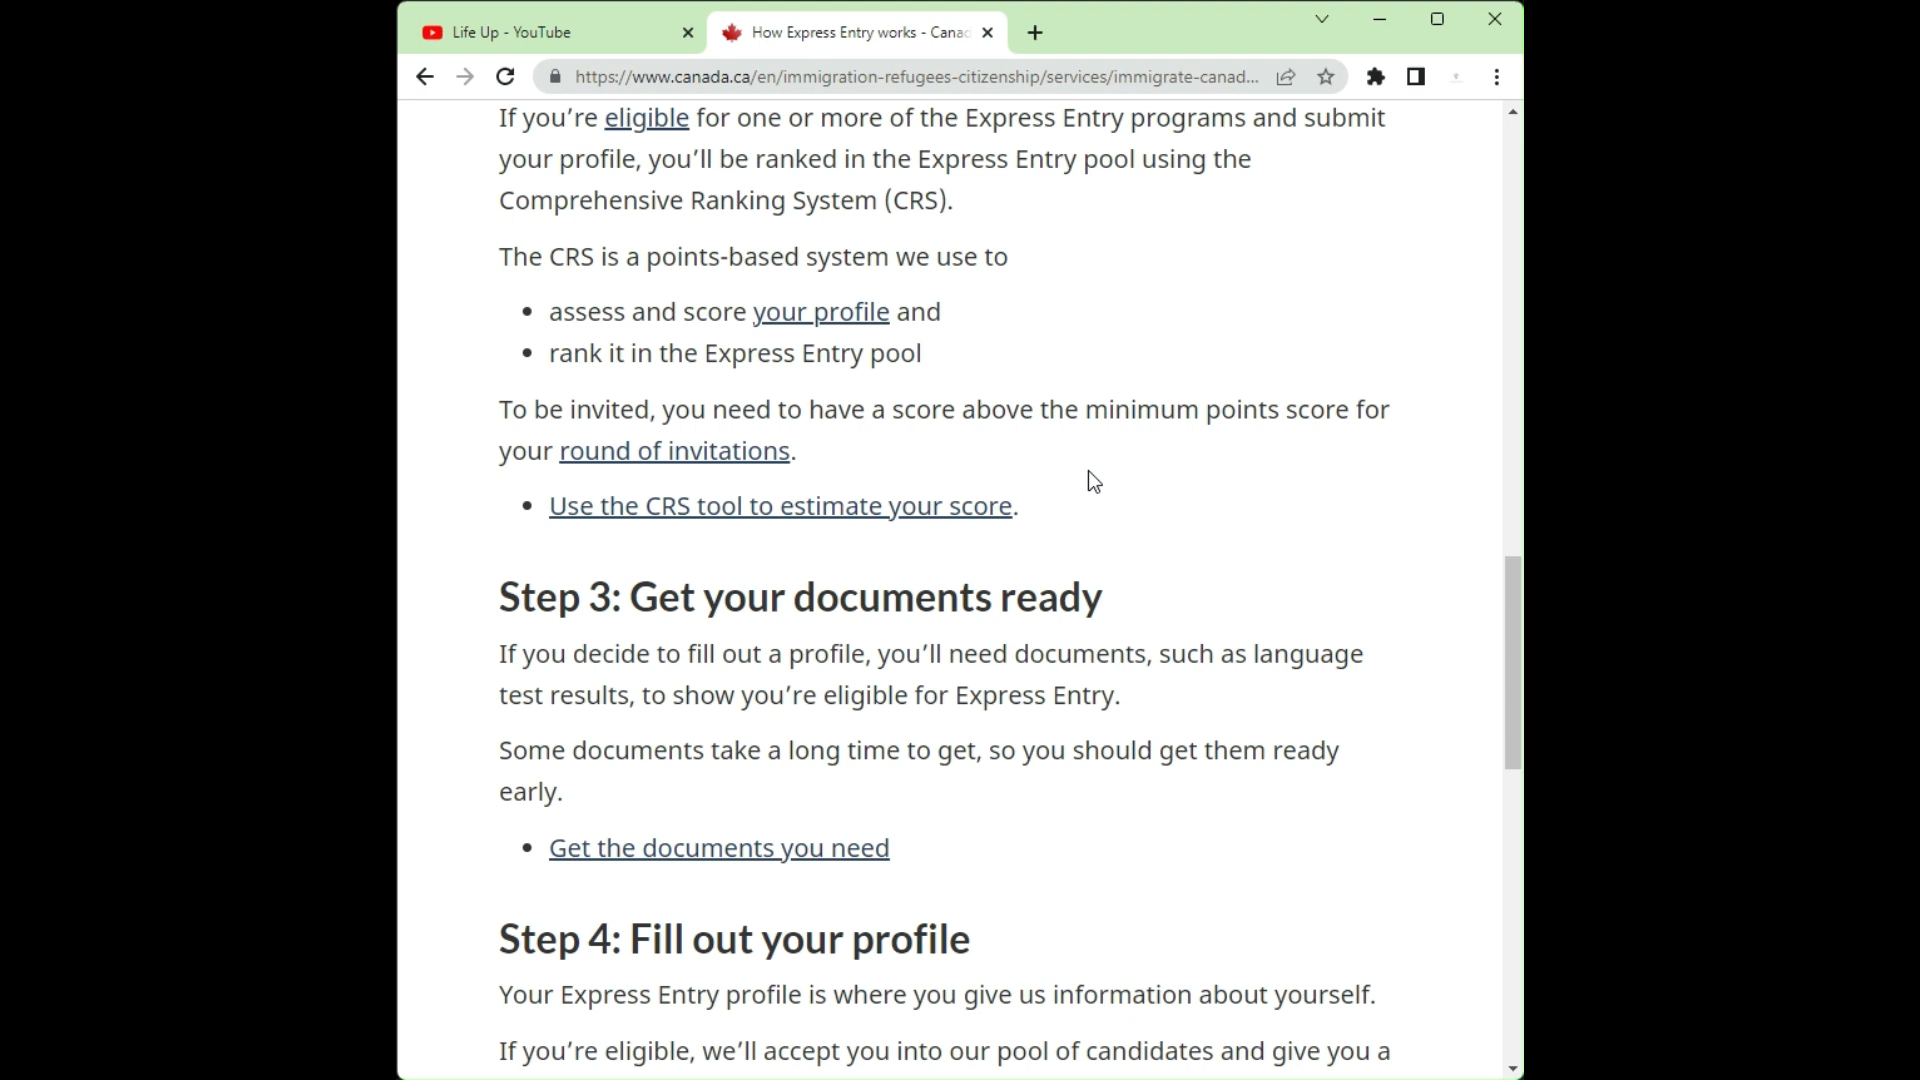 Life Up - YouTube
How Express Entry works - Canad
https://www.canada.ca/en/immigration-refugees-citizenship/services/immigrate-canad...
If you’re eligible for one or more of the Express Entry programs and submit
your profile, you’ll be ranked in the Express Entry pool using the
Comprehensive Ranking System (CRS).
The CRS is a points-based system we use to
• assess and score your profile and
• rank it in the Express Entry pool
To be invited, you need to have a score above the minimum points score for
your round of invitations.
• Use the CRS tool to estimate your score.
Step 3: Get your documents ready
If you decide to fill out a profile, you’ll need documents, such as language
test results, to show you’re eligible for Express Entry.
Some documents take a long time to get, so you should get them ready
early.
• Get the documents you need
Step 4: Fill out your profile
Your Express Entry profile is where you give us information about yourself.
If you’re eligible, we’ll accept you into our pool of candidates and give you a